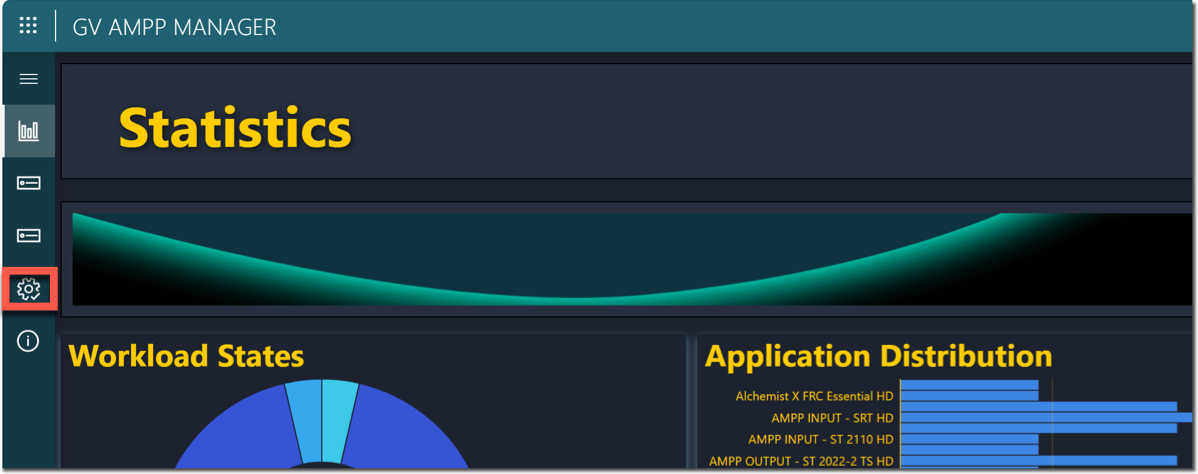 GV AMPP MANAGER
Statistics
Workload States
Application Distribution
Alchemist X FRC Essential HD
AMPP INPUT - SRT HD
AMPP INPUT - ST 2110 HD
AMPP OUTPUT - ST 2022-2 TS HD